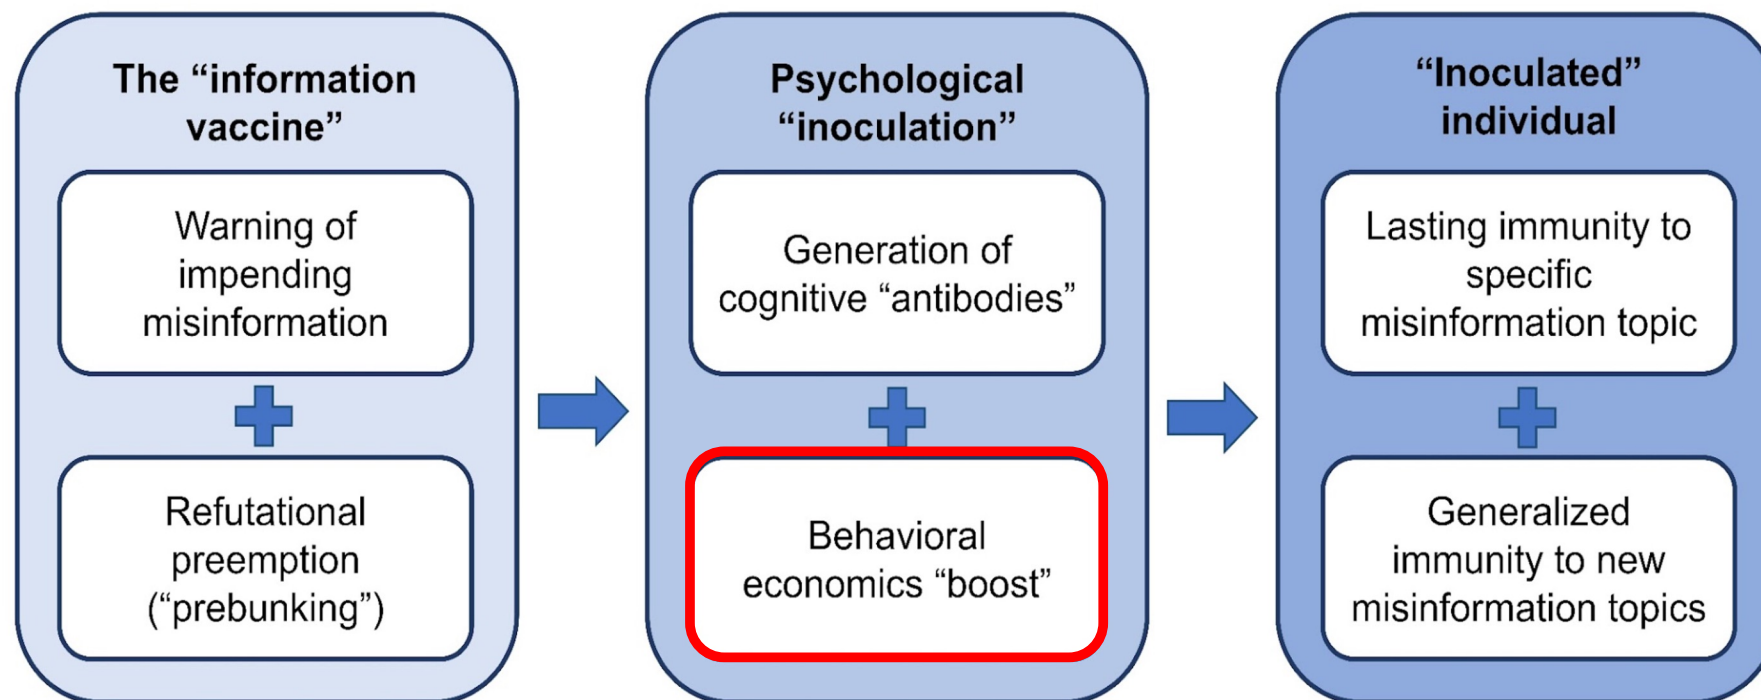 The “information
vaccine”
Warning of
impending
misinformation
Refutational
preemption
(“prebunking”)
Psychological
“inoculation”
Generation of
cognitive “antibodies”
Behavioral
economics “boost”
“Inoculated”
individual
Lasting immunity to
specific
misinformation topic
Generalized
immunity to new
misinformation topics